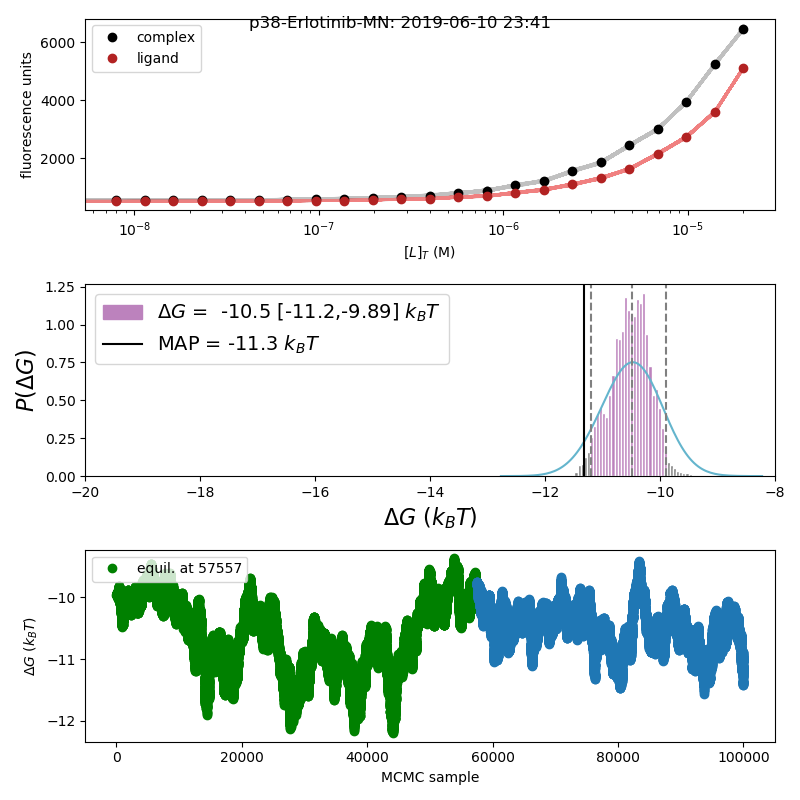 p38-Erlotinib-MN: 2019-06-10 23:41
complex
ligand
fluorescence units
6000
4000
2000
10⁻⁸ 10⁻⁷ 10⁻⁶ 10⁻⁵
[L]_T (M)
ΔG = -10.5 [-11.2,-9.89] k_BT
MAP = -11.3 k_BT
P(ΔG)
1.25
1.00
0.75
0.50
0.25
0.00
−20 −18 −16 −14 −12 −10 −8
ΔG (k_BT)
equil. at 57557
ΔG (k_BT)
−10
−11
−12
0 20000 40000 60000 80000 100000
MCMC sample